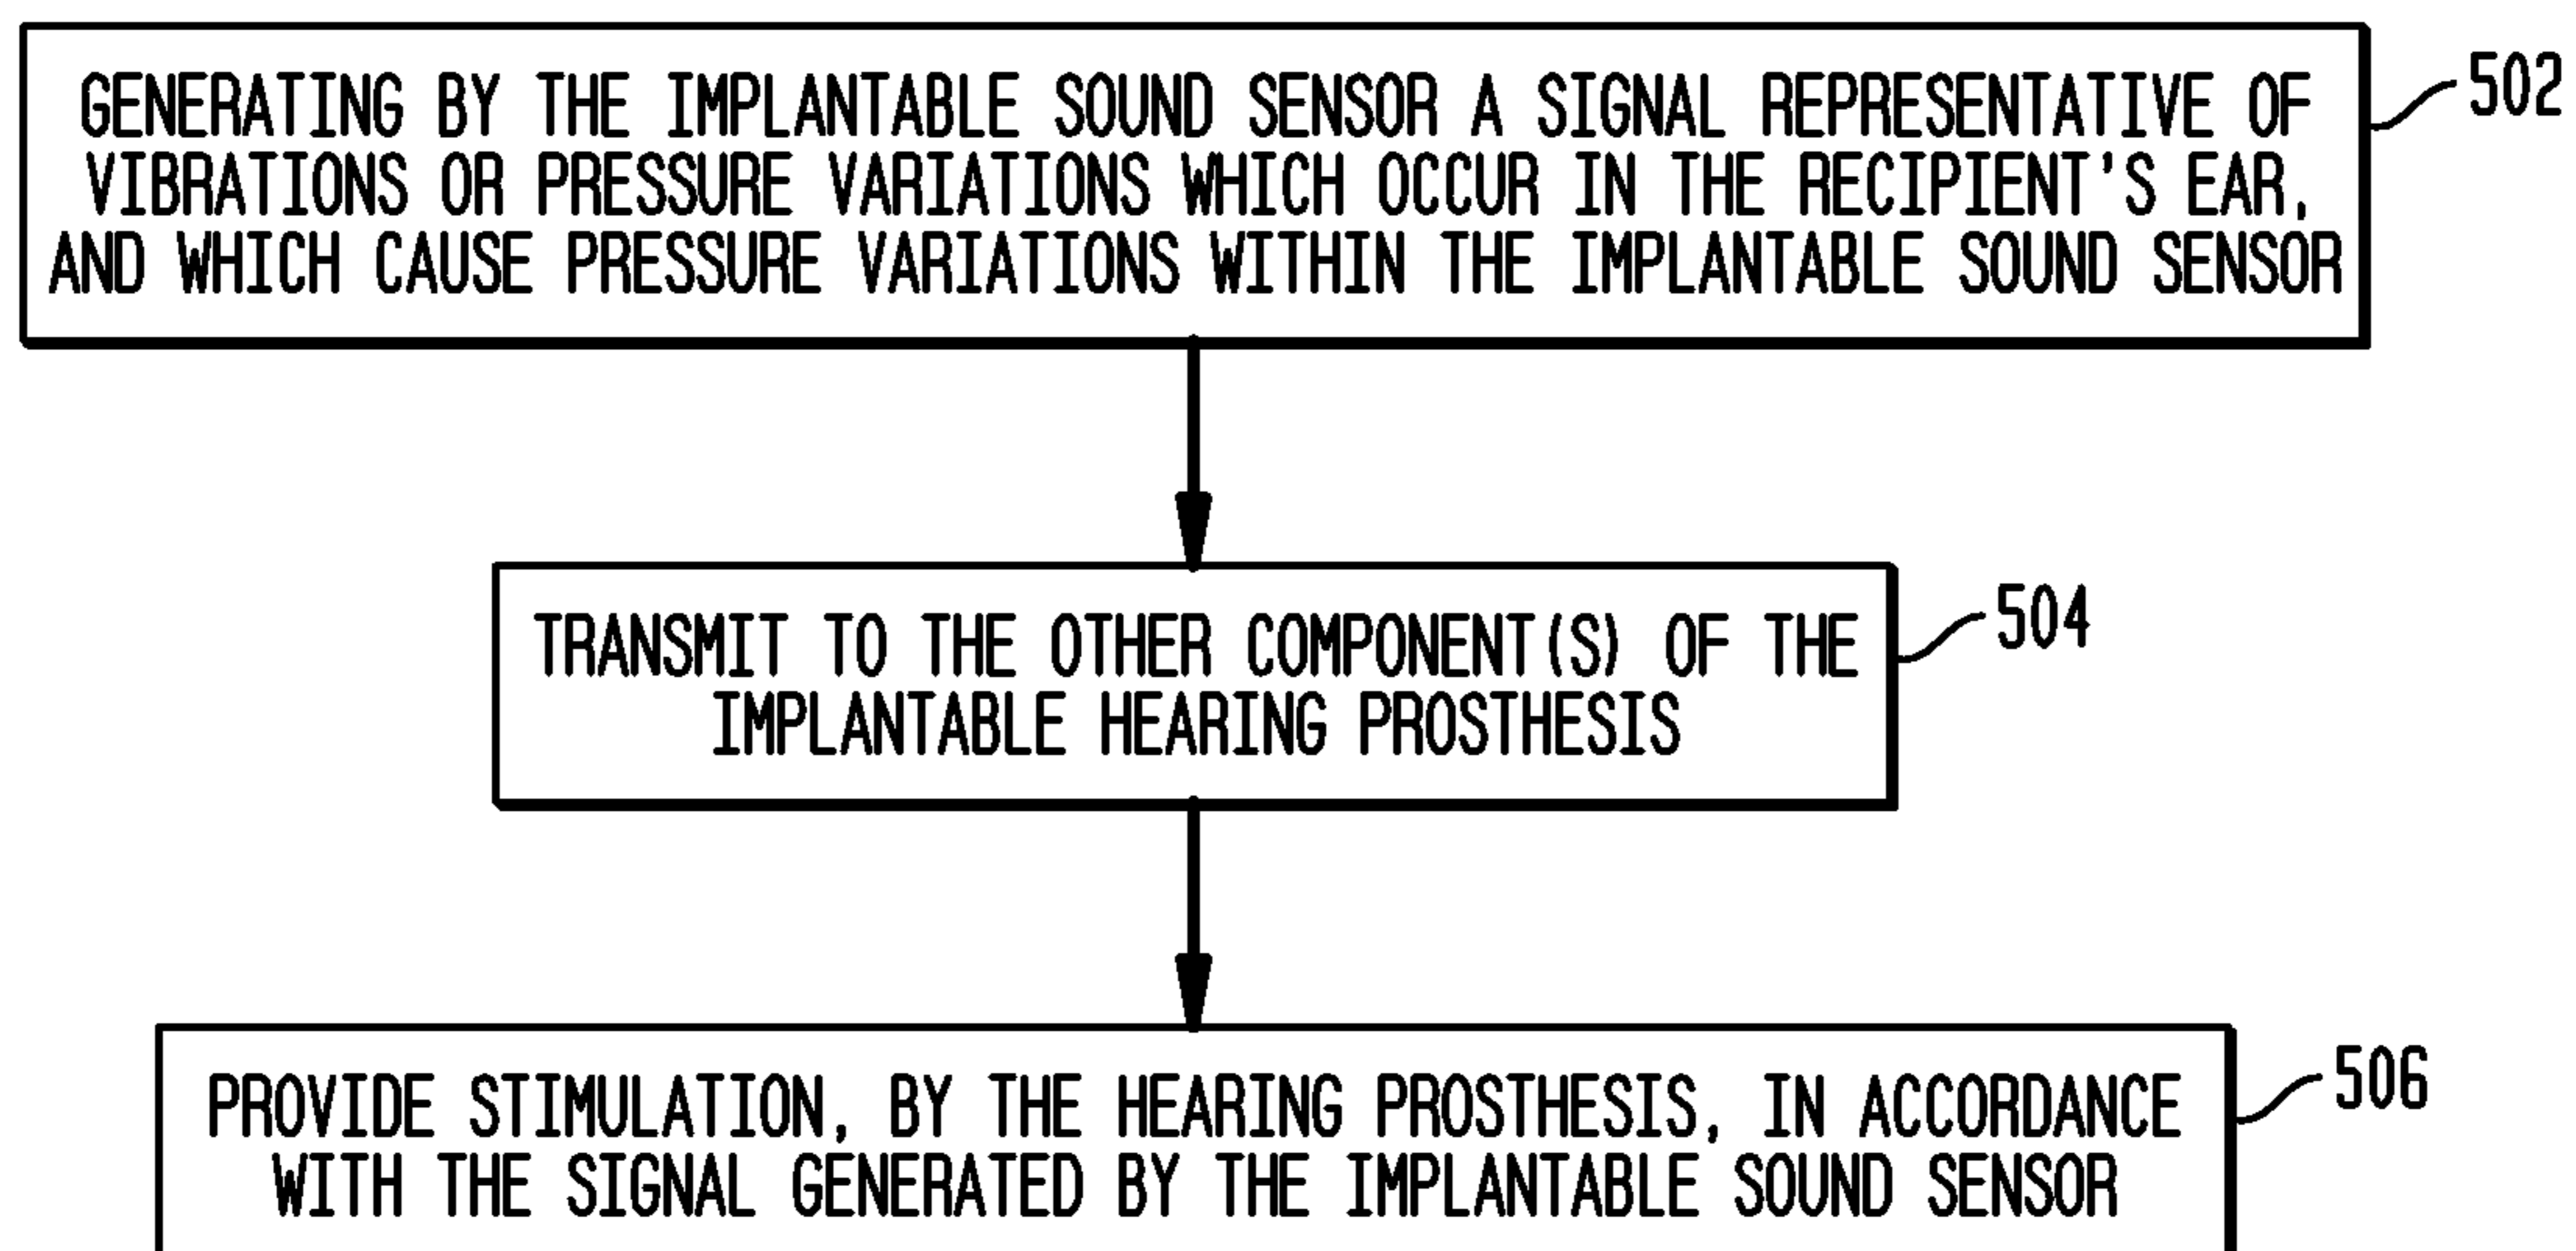 GENERATING BY THE IMPLANTABLE SOUND SENSOR A SIGNAL REPRESENTATIVE OF
VIBRATIONS OR PRESSURE VARIATIONS WHICH OCCUR IN THE RECIPIENT'S EAR,
AND WHICH CAUSE PRESSURE VARIATIONS WITHIN THE IMPLANTABLE SOUND SENSOR
502
TRANSMIT TO THE OTHER COMPONENT(S) OF THE
IMPLANTABLE HEARING PROSTHESIS
504
PROVIDE STIMULATION, BY THE HEARING PROSTHESIS, IN ACCORDANCE
WITH THE SIGNAL GENERATED BY THE IMPLANTABLE SOUND SENSOR
506